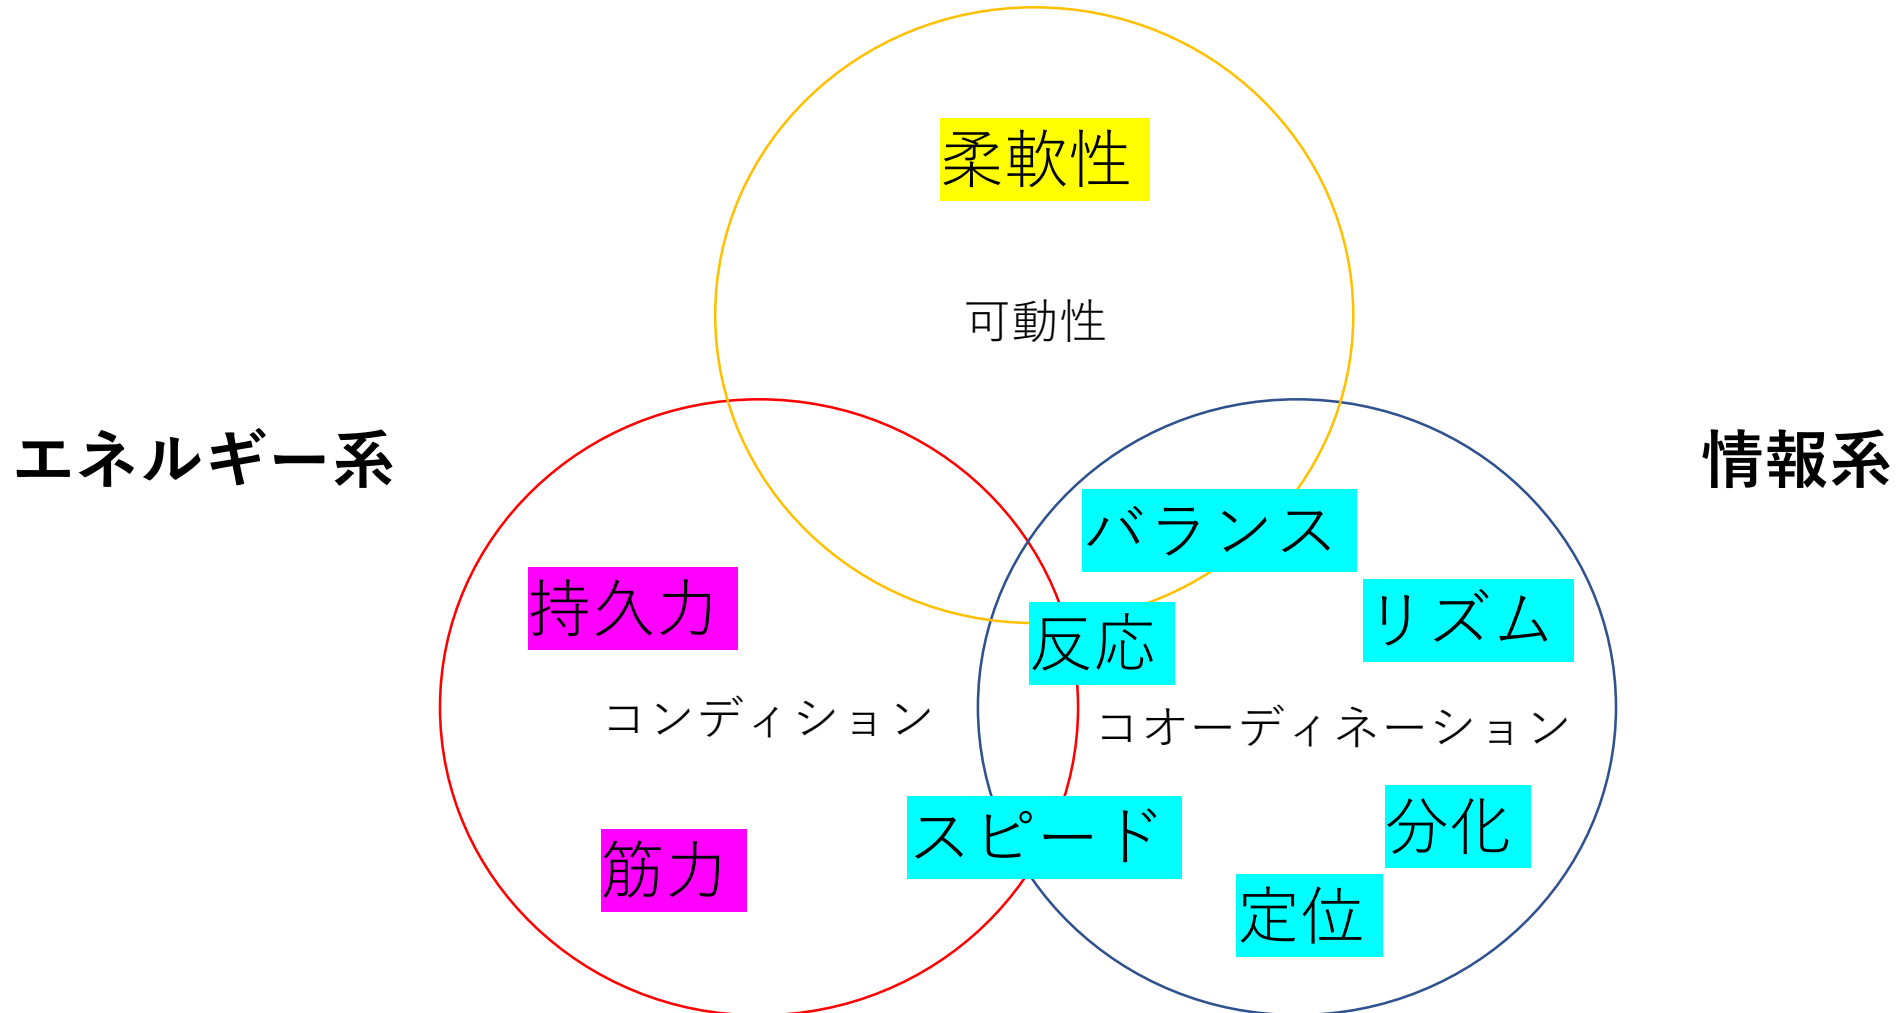 柔軟性
可動性
エネルギー系
情報系
バランス
持久力
リズム
反応
コンディション
コオーディネーション
スピード
分化
筋力
定位